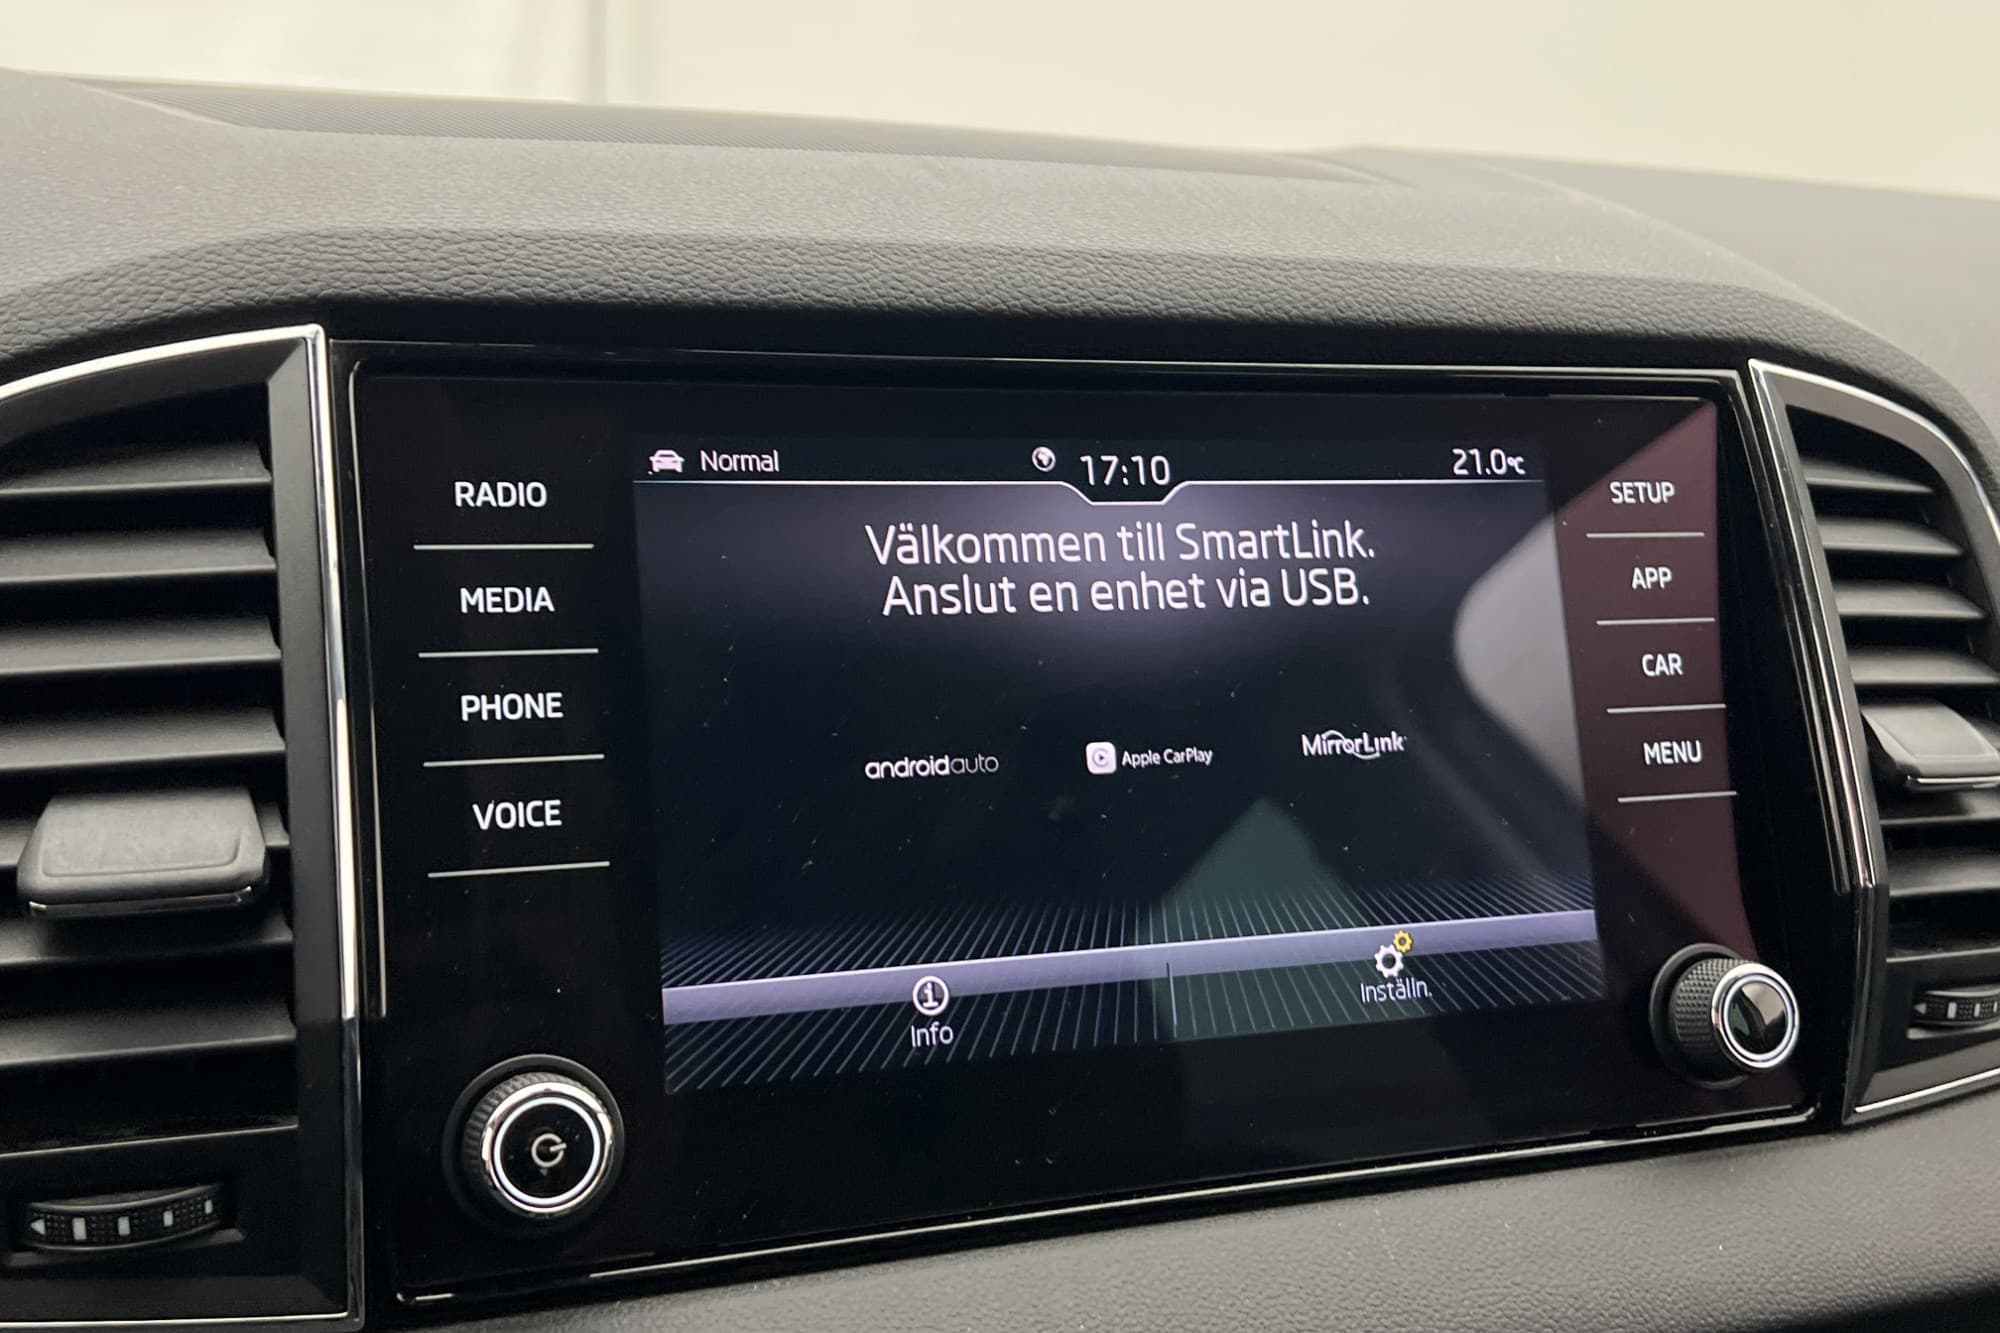 Normal
17:10
21.0°C
RADIO
MEDIA
PHONE
VOICE
Välkommen till SmartLink.
Anslut en enhet via USB.
androidauto
Apple CarPlay
MirrorLink
Info
Inställn.
SETUP
APP
CAR
MENU